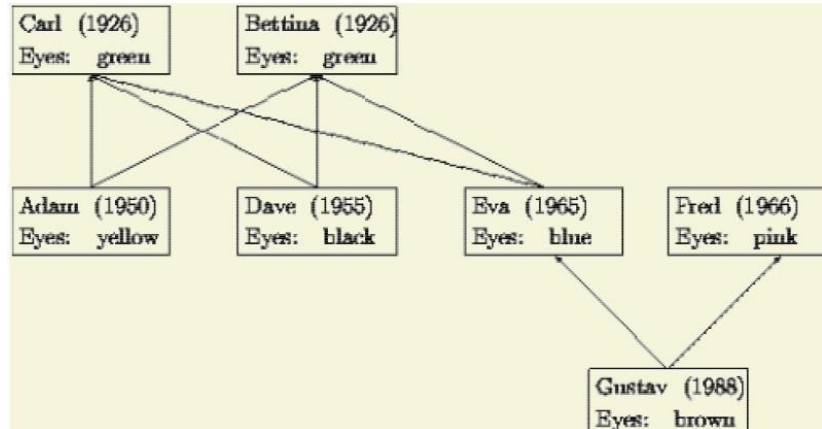 Carl (1926)
Eyes: green
Bettina (1926)
Eyes: green
Adam (1950)
Eyes: yellow
Dave (1955)
Eyes: black
Eva (1965)
Eyes: blue
Fred (1966)
Eyes: pink
Gustav (1988)
Eyes: brown